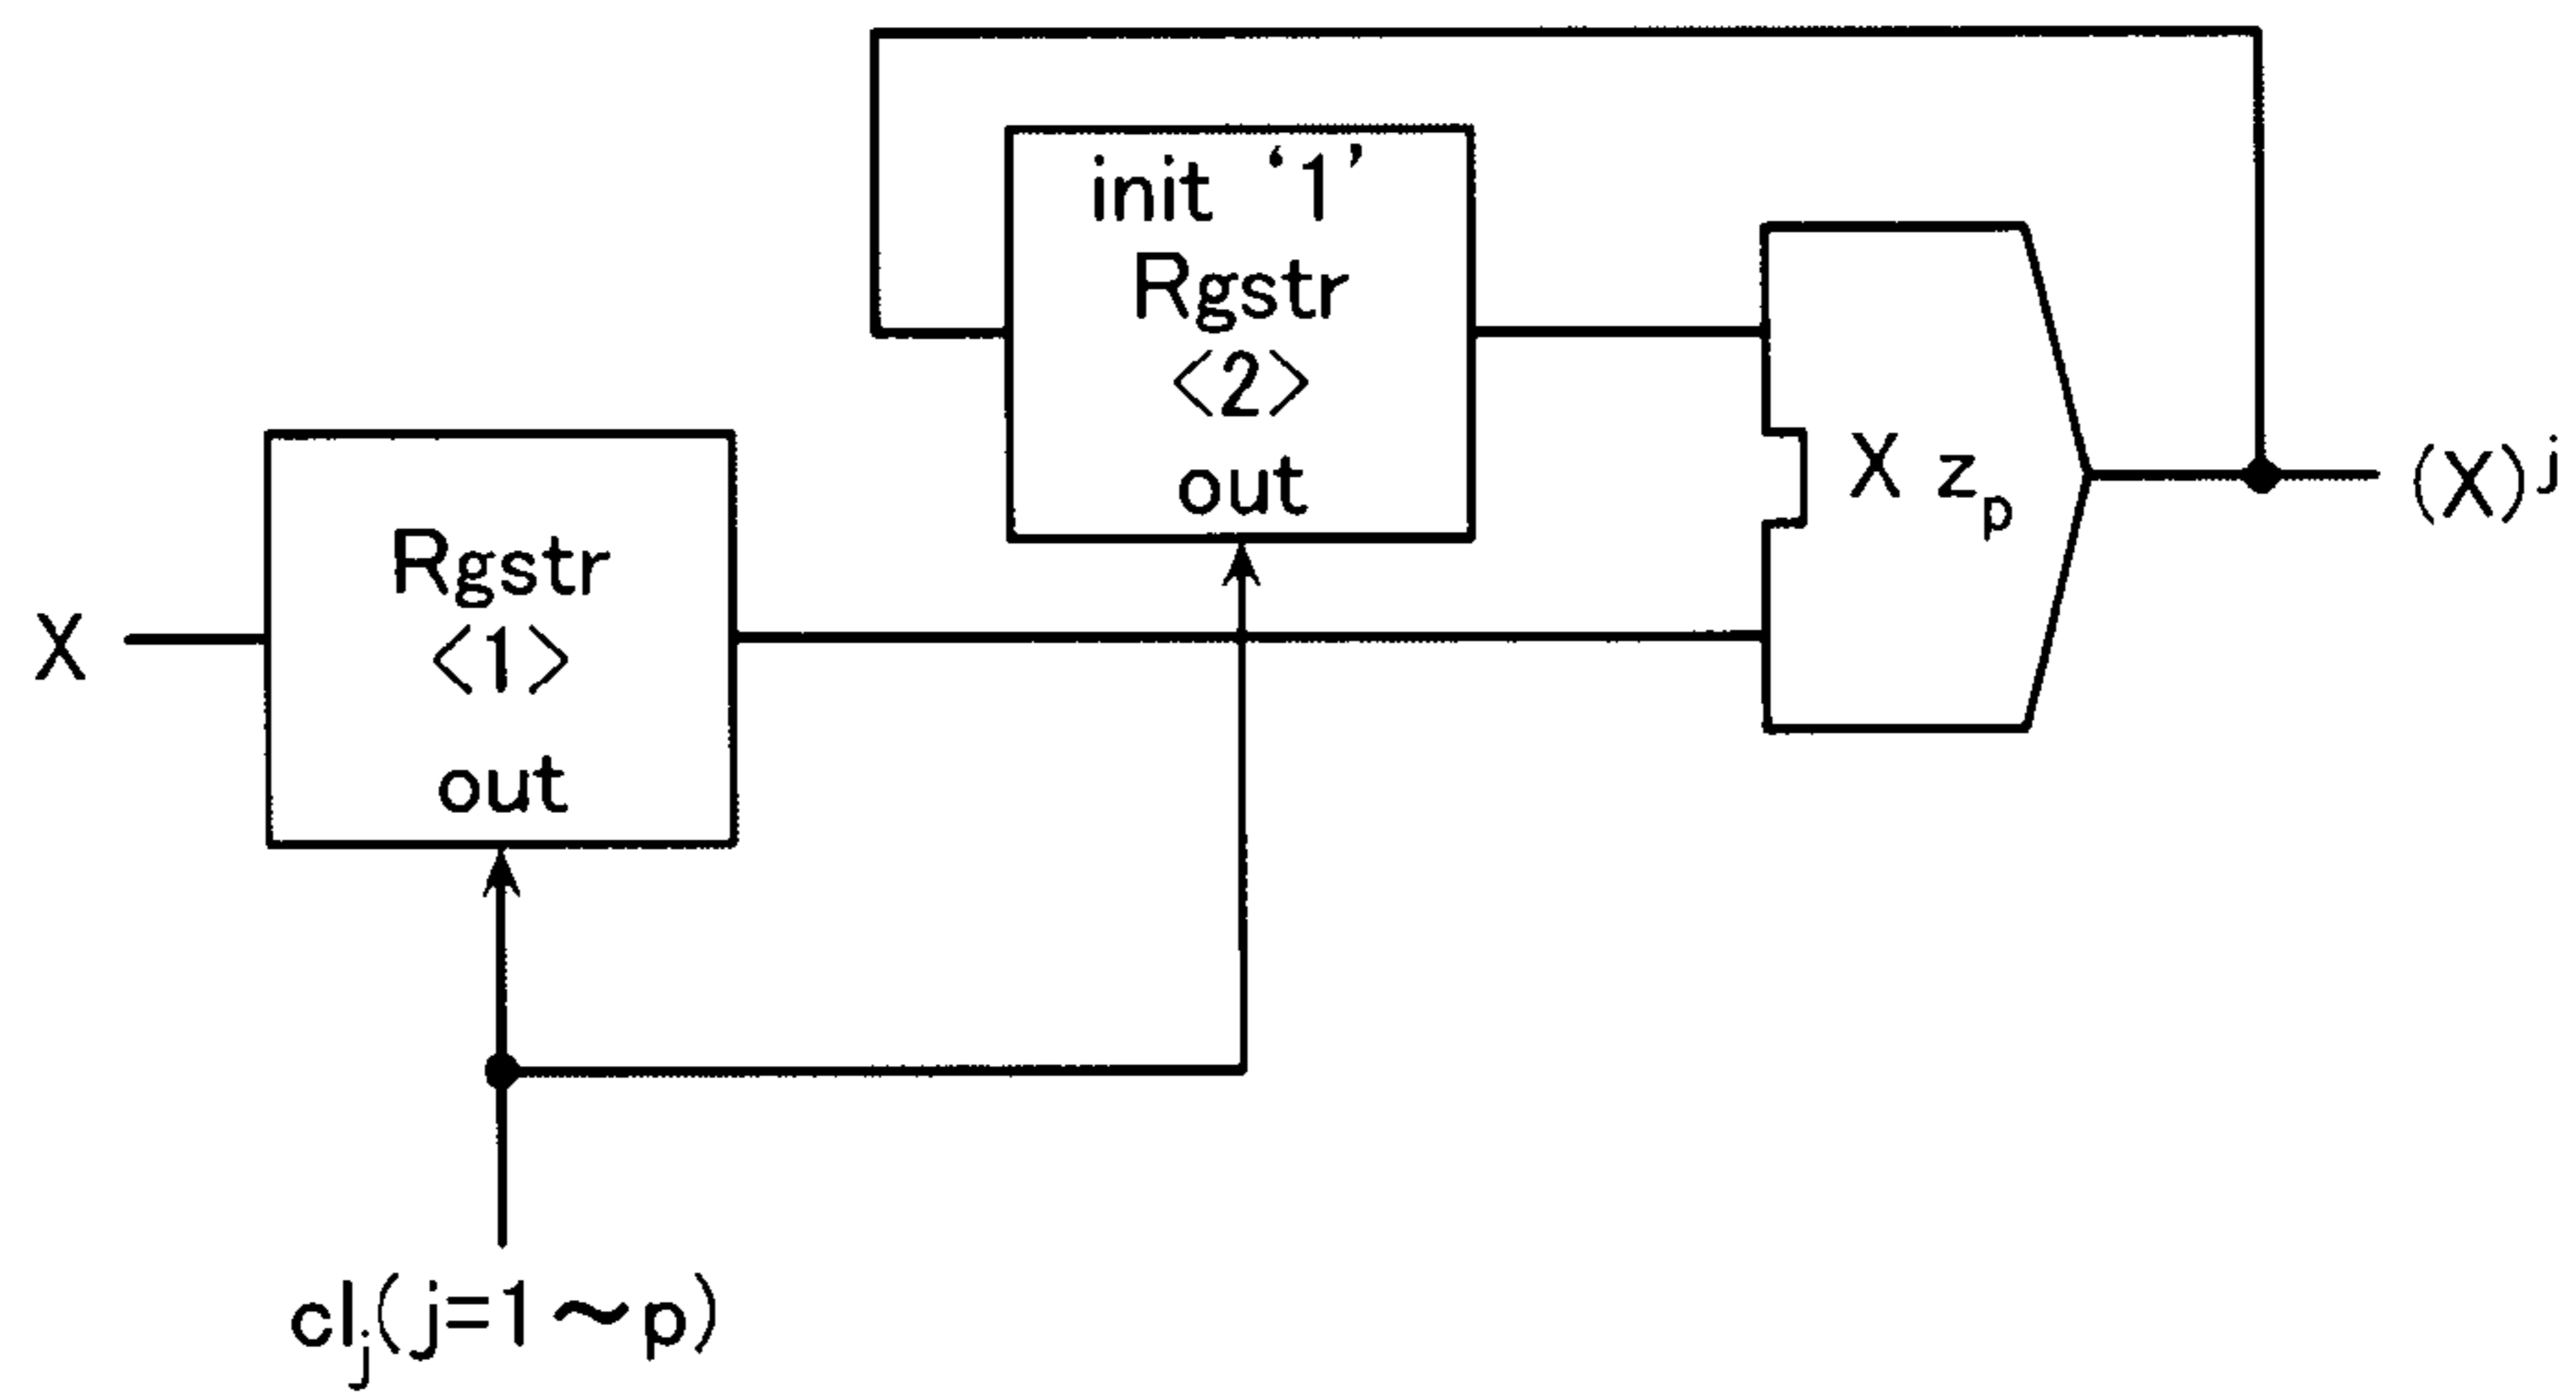 init ‘1’
Rgstr
<2>
out
X z_p
(X)^j
Rgstr
<1>
out
X
cl_j(j=1～p)